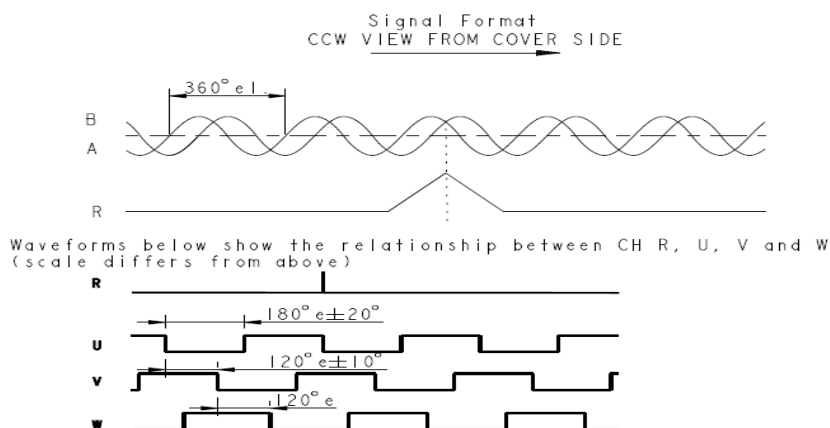 Signal Format
CCW VIEW FROM COVER SIDE
360° el.
B
A
R
Waveforms below show the relationship between CH R, U, V and W
(scale differs from above)
R
180° e±20°
U
120° e±10°
V
120° e
W